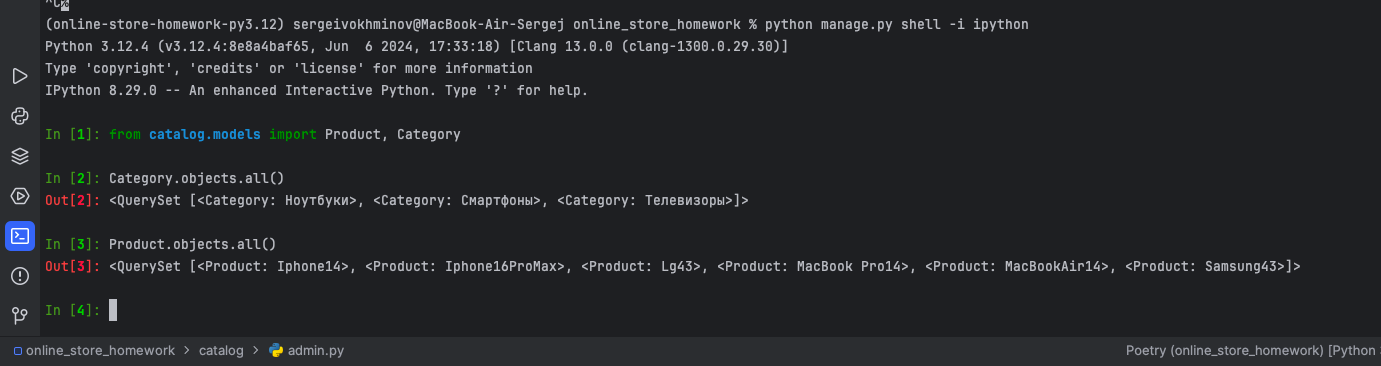 ^C%
(online-store-homework-py3.12) sergeivokhminov@MacBook-Air-Sergej online_store_homework % python manage.py shell -i ipython
Python 3.12.4 (v3.12.4:8e8a4baf65, Jun  6 2024, 17:33:18) [Clang 13.0.0 (clang-1300.0.29.30)]
Type 'copyright', 'credits' or 'license' for more information
IPython 8.29.0 -- An enhanced Interactive Python. Type '?' for help.
In [1]: from catalog.models import Product, Category
In [2]: Category.objects.all()
Out[2]: <QuerySet [<Category: Ноутбуки>, <Category: Смартфоны>, <Category: Телевизоры>]>
In [3]: Product.objects.all()
Out[3]: <QuerySet [<Product: Iphone14>, <Product: Iphone16ProMax>, <Product: Lg43>, <Product: MacBook Pro14>, <Product: MacBookAir14>, <Product: Samsung43>]>
In [4]:
online_store_homework > catalog > admin.py
Poetry (online_store_homework) [Python